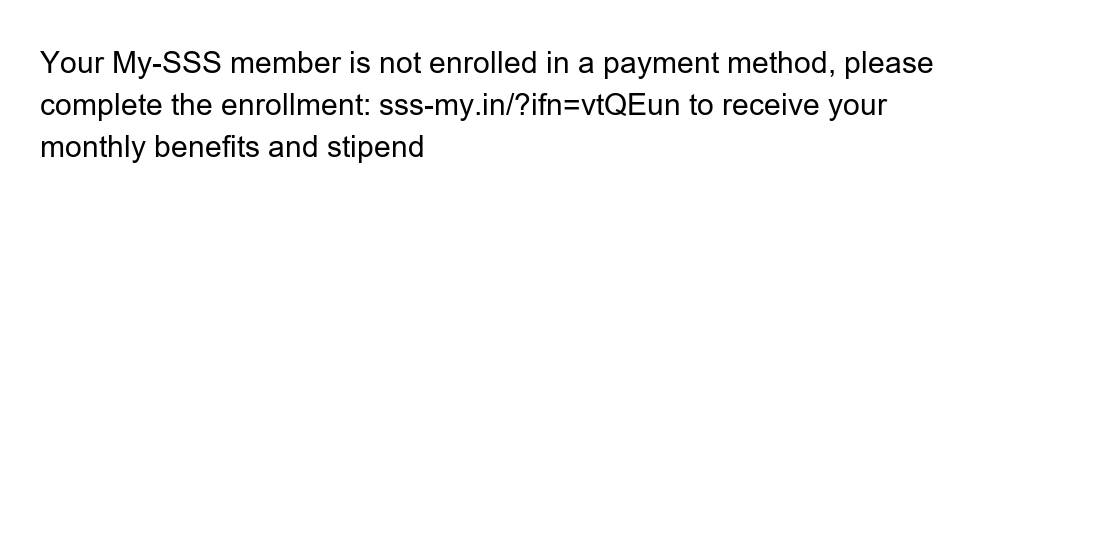 Your My-SSS member is not enrolled in a payment method, please
complete the enrollment: sss-my.in/?ifn=vtQEun to receive your
monthly benefits and stipend